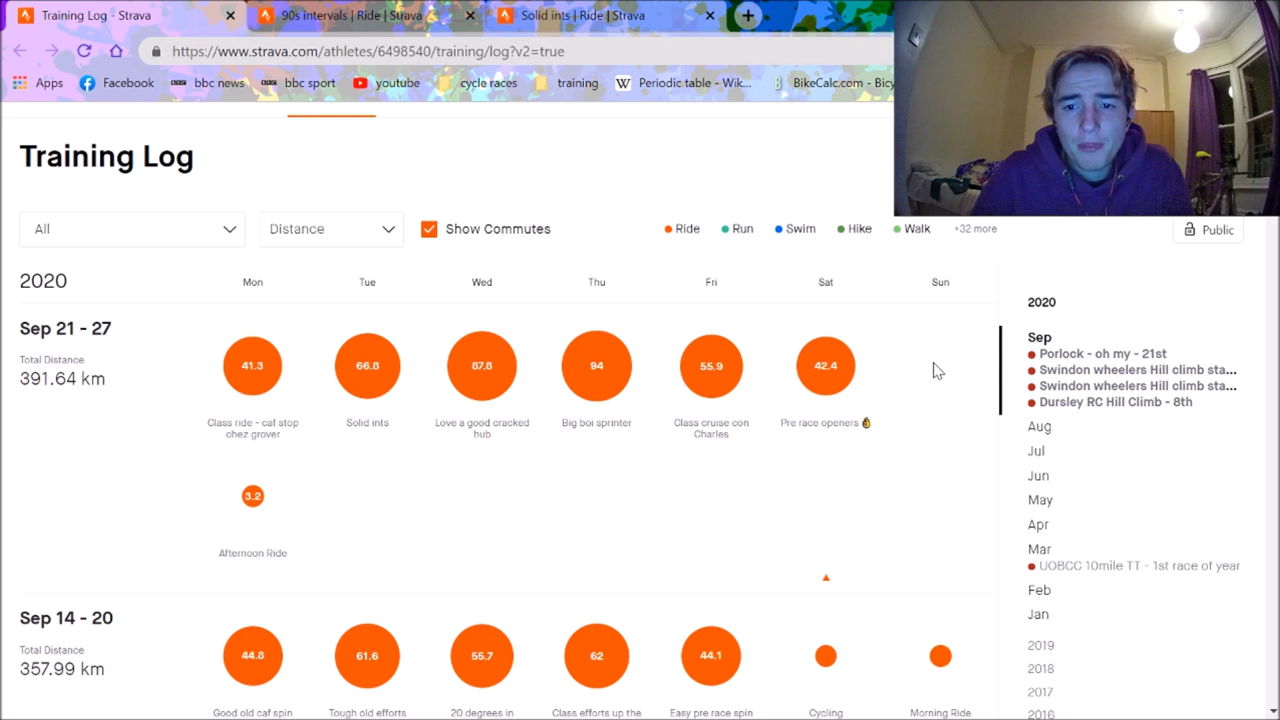 Training Log - Strava
90s intervals | Ride | Strava
Solid ints | Ride | Strava
https://www.strava.com/athletes/6498540/training/log?v2=true
Apps
Facebook
bbc news
bbc sport
youtube
cycle races
training
Periodic table - Wik...
BikeCalc.com - Bicy
Training Log
All
Distance
Show Commutes
Ride
Run
Swim
Hike
Walk
+32 more
Public
2020
Mon
Tue
Wed
Thu
Fri
Sat
Sun
Sep 21 - 27
Total Distance
391.64 km
41.3
66.8
87.8
94
55.9
42.4
Class ride - caf stop
chez grover
Solid ints
Love a good cracked
hub
Big boi sprinter
Class cruise con
Charles
Pre race openers
3.2
Afternoon Ride
Sep 14 - 20
Total Distance
357.99 km
44.8
61.6
55.7
62
44.1
Good old caf spin
Tough old efforts
20 degrees in
Class efforts up the
Easy pre race spin
Cycling
Morning Ride
2020
Sep
Porlock - oh my - 21st
Swindon wheelers Hill climb sta...
Swindon wheelers Hill climb sta...
Dursley RC Hill Climb - 8th
Aug
Jul
Jun
May
Apr
Mar
UOBCC 10mile TT - 1st race of year
Feb
Jan
2019
2018
2017
2016